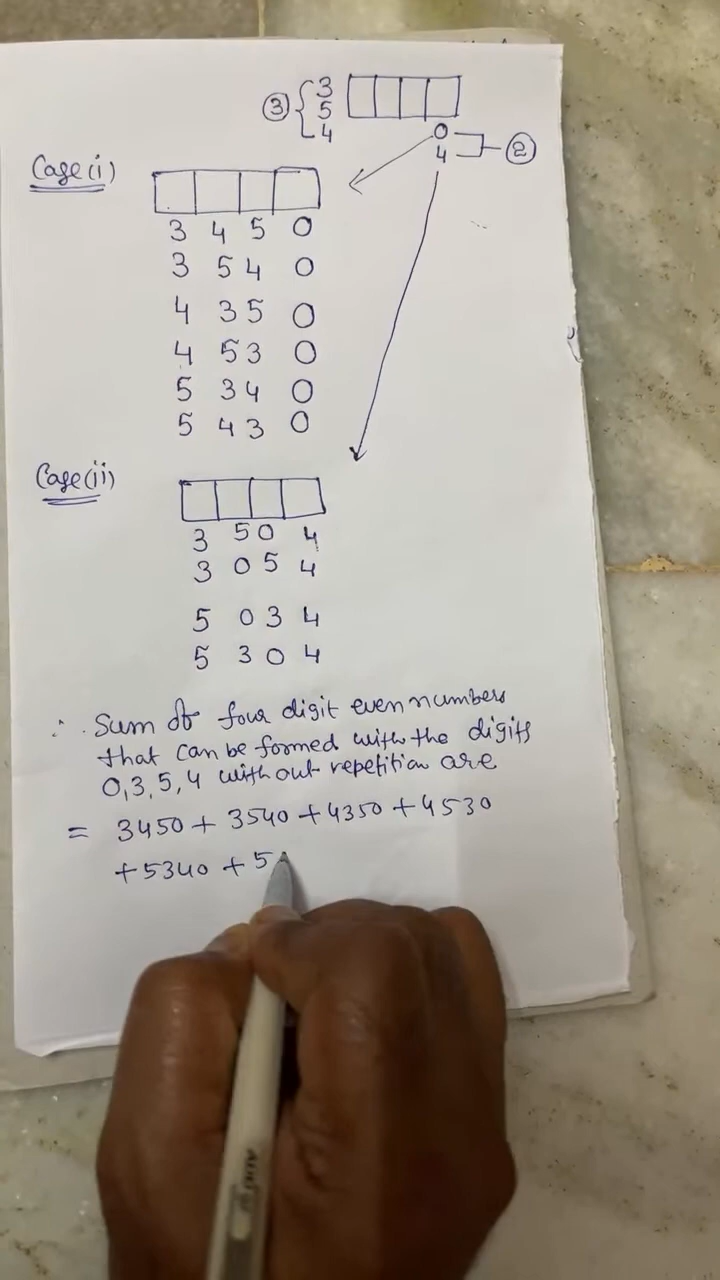 ③ { 3
5
4
0
4
②
Case(i)
3 4 5 0
3 5 4 0
4 3 5 0
4 5 3 0
5 3 4 0
5 4 3 0
Case(ii)
3 5 0 4
3 0 5 4
5 0 3 4
5 3 0 4
∴ Sum of four digit even numbers
that can be formed with the digits
0,3,5,4 with out repetition are
= 3450 + 3540 + 4350 + 4530
+ 5340 + 5